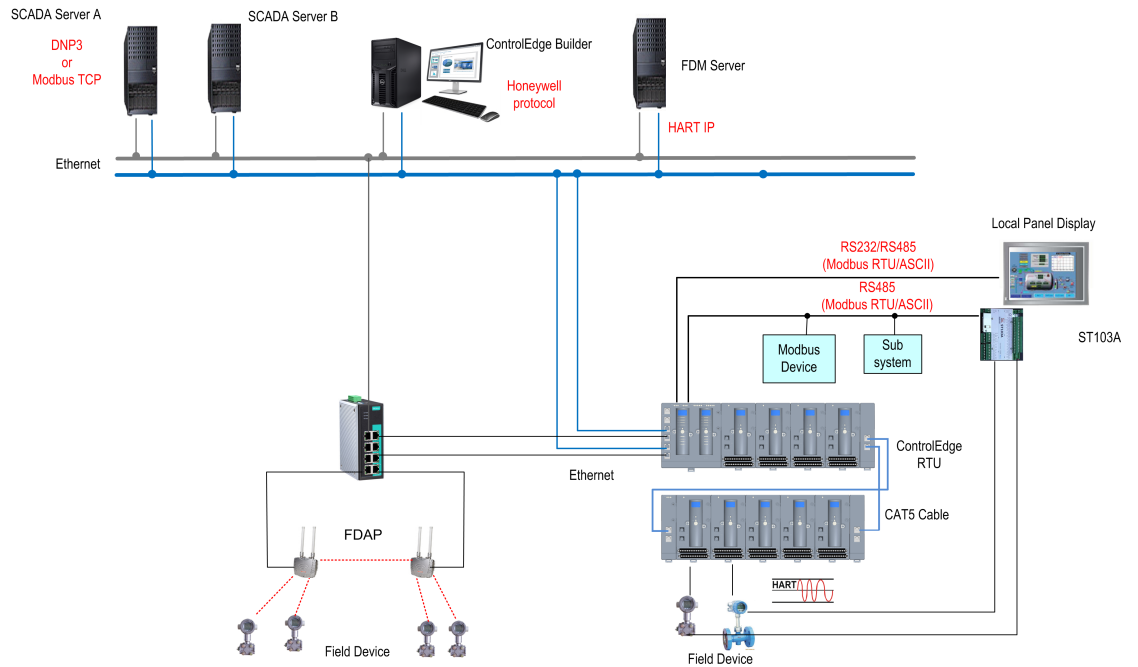 SCADA Server A
SCADA Server B
DNP3
or
Modbus TCP
ControlEdge Builder
Honeywell
protocol
FDM Server
HART IP
Ethernet
Local Panel Display
RS232/RS485
(Modbus RTU/ASCII)
RS485
(Modbus RTU/ASCII)
ST103A
Modbus
Device
Sub
system
ControlEdge
RTU
Ethernet
CAT5 Cable
FDAP
HART
Field Device
Field Device